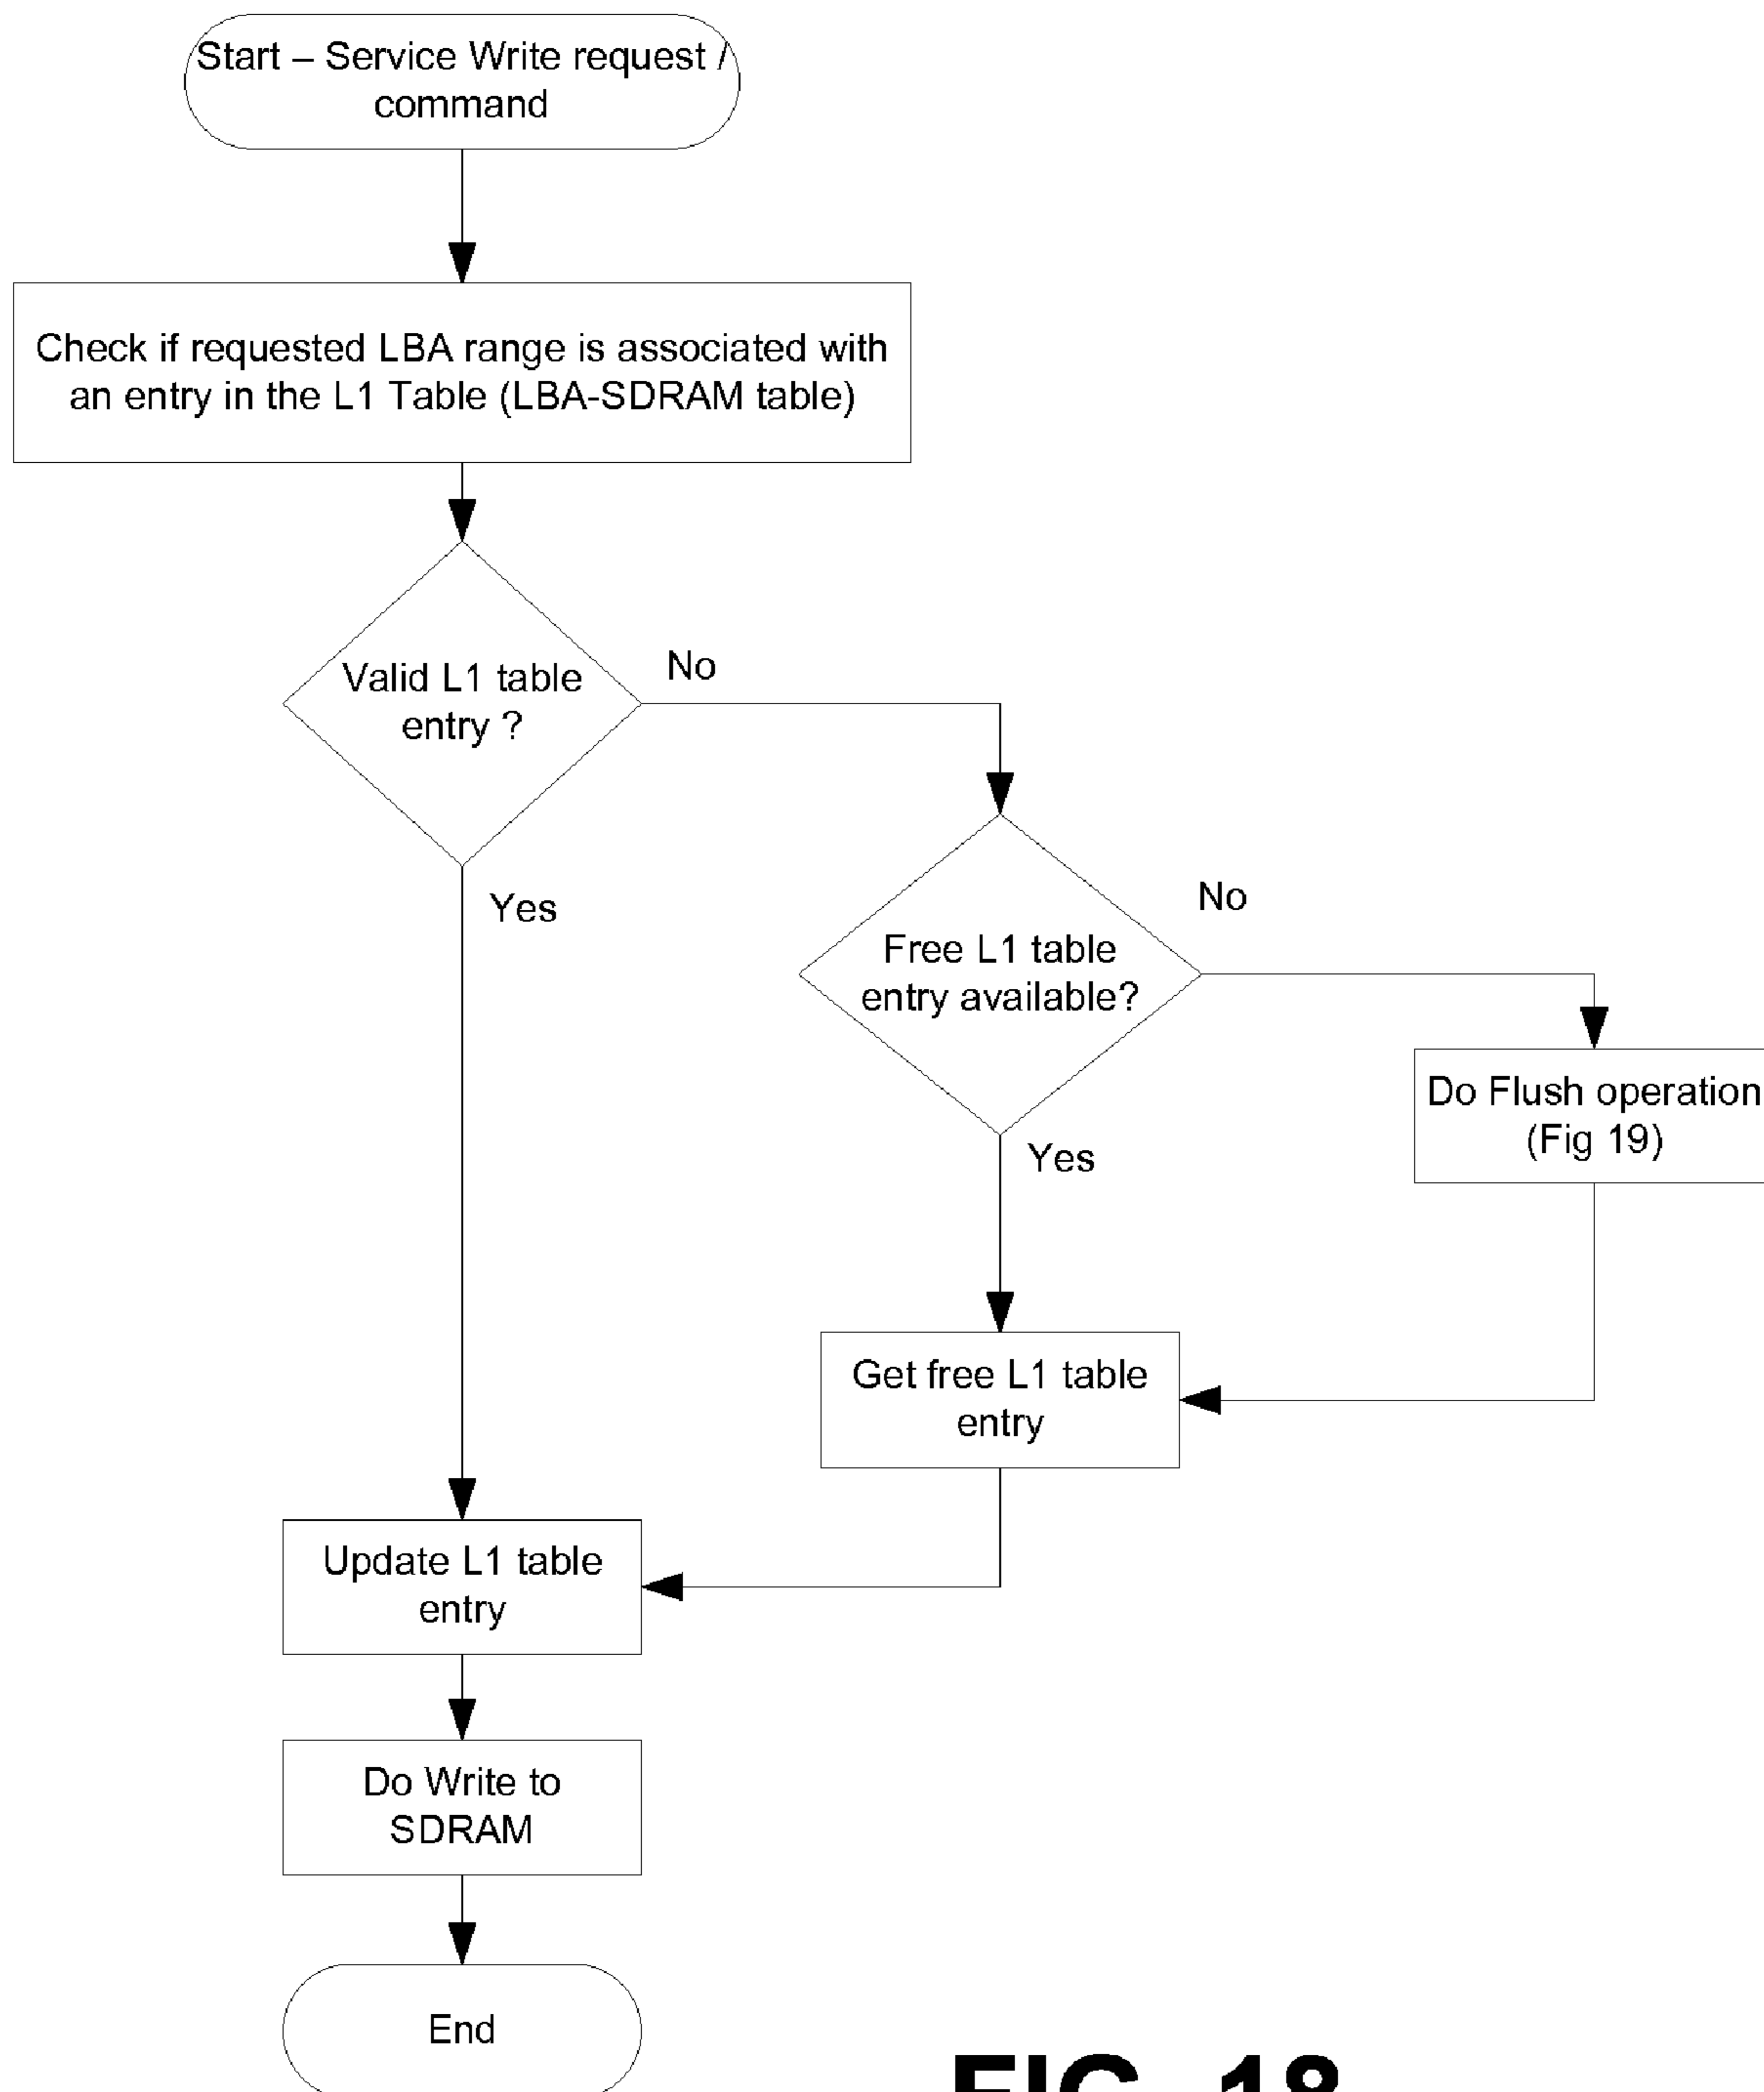 Start – Service Write request /
command
Check if requested LBA range is associated with
an entry in the L1 Table (LBA-SDRAM table)
Valid L1 table
entry ?
No
Yes
Free L1 table
entry available?
No
Yes
Do Flush operation
(Fig 19)
Get free L1 table
entry
Update L1 table
entry
Do Write to
SDRAM
End
FIG. 18